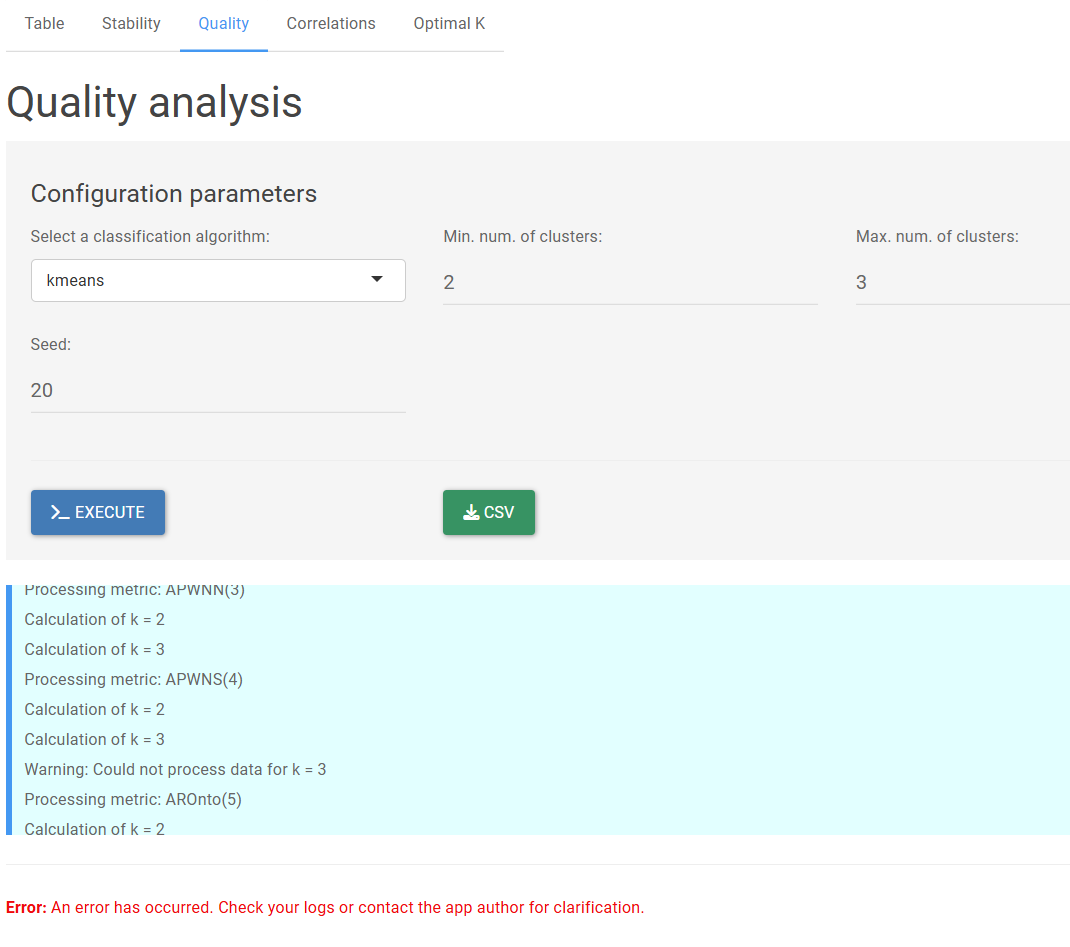 Table Stability Quality Correlations Optimal K
Quality analysis
Configuration parameters
Select a classification algorithm: Min. num. of clusters: Max. num. of clusters:
kmeans 2 3
Seed:
20
EXECUTE CSV
Processing metric: APWNN(3)
Calculation of k = 2
Calculation of k = 3
Processing metric: APWNS(4)
Calculation of k = 2
Calculation of k = 3
Warning: Could not process data for k = 3
Processing metric: AROnto(5)
Calculation of k = 2
Error: An error has occurred. Check your logs or contact the app author for clarification.